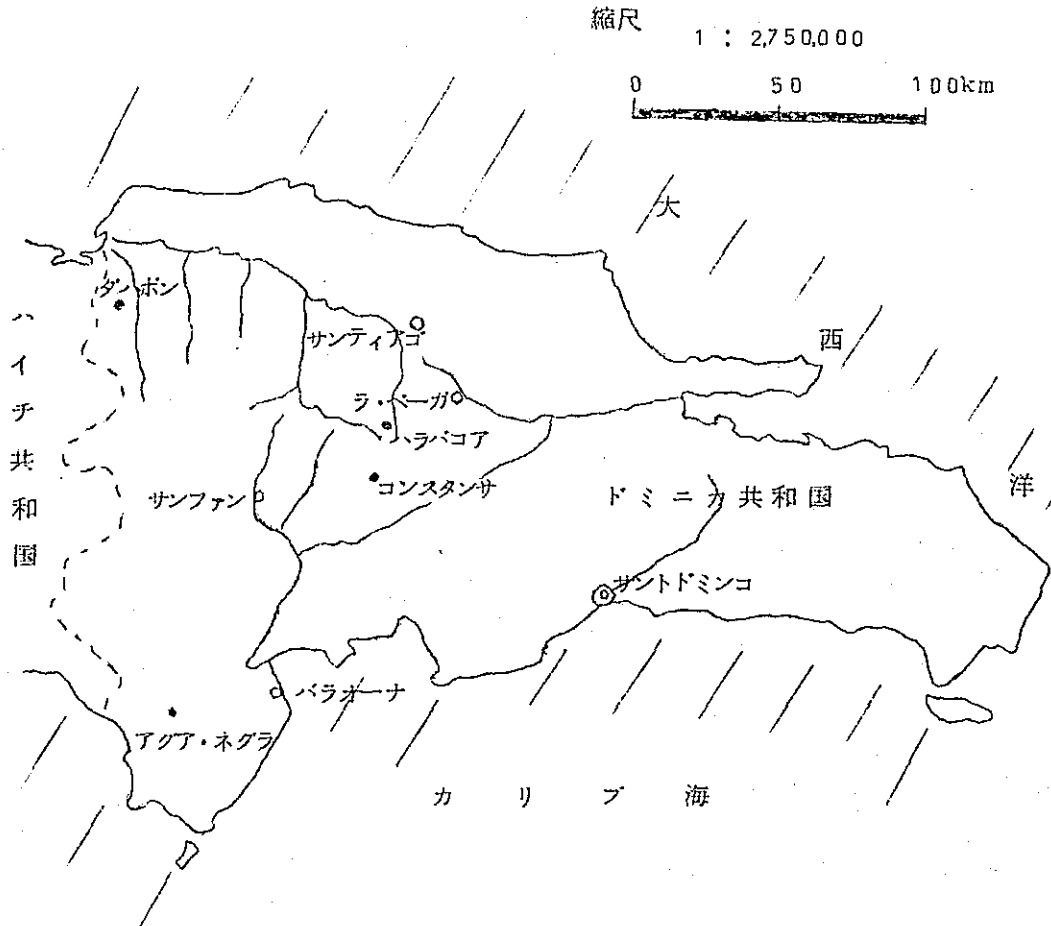 縮尺
1 : 2,750,000
0 50 100km
大
西
洋
ダハボン
ハイチ共和国
サンティアゴ
ラ・ベーガ
ハラバコア
コンスタンサ
サンファン
ドミニカ共和国
サントドミンコ
バラオーナ
アグア・ネグラ
カリブ海